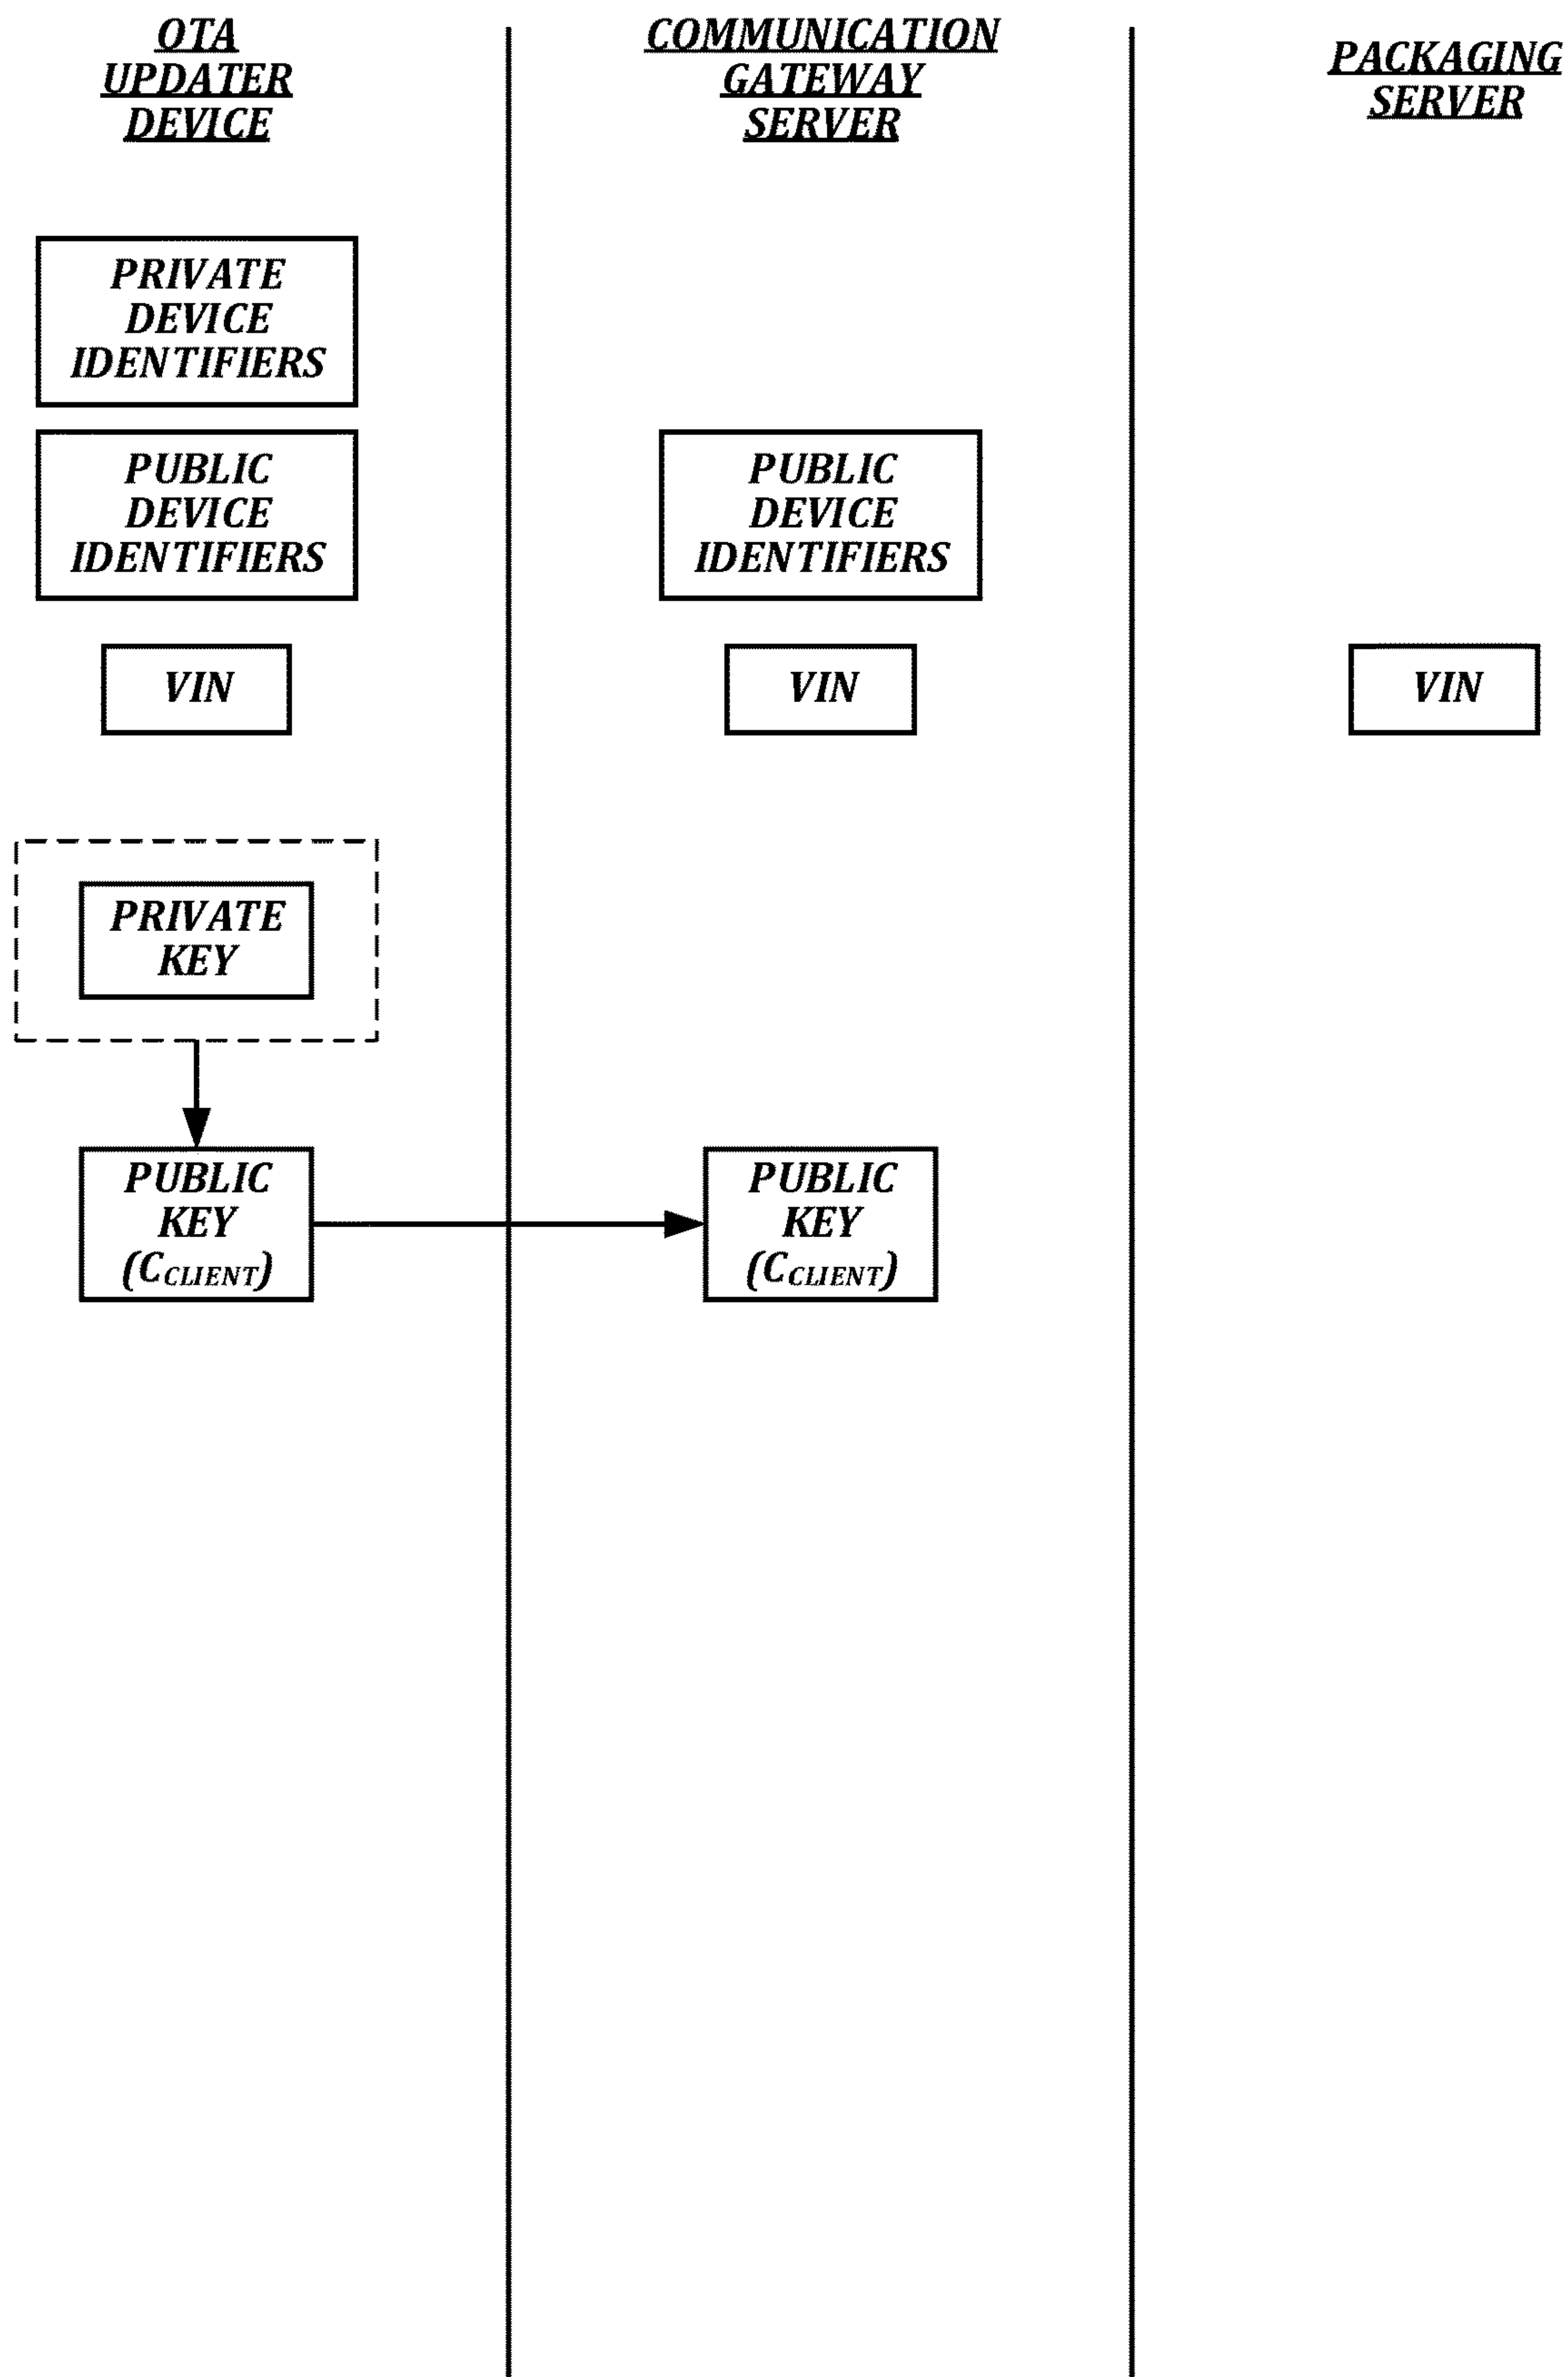 OTA
UPDATER
DEVICE
COMMUNICATION
GATEWAY
SERVER
PACKAGING
SERVER
PRIVATE
DEVICE
IDENTIFIERS
PUBLIC
DEVICE
IDENTIFIERS
PUBLIC
DEVICE
IDENTIFIERS
VIN
VIN
VIN
PRIVATE
KEY
PUBLIC
KEY
(CCLIENT)
PUBLIC
KEY
(CCLIENT)